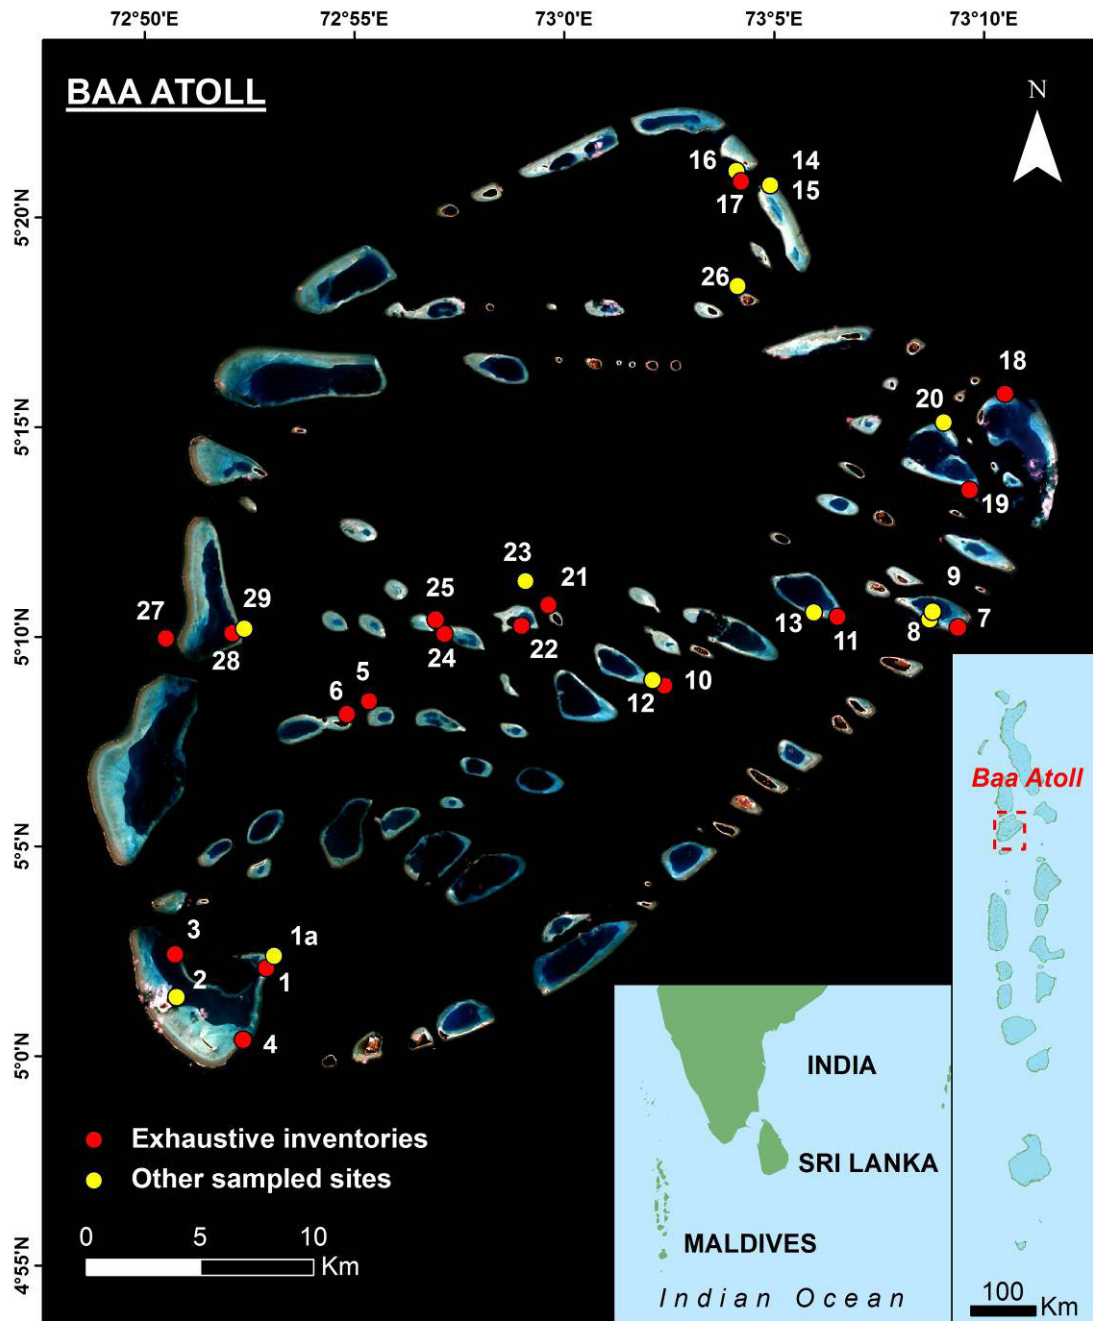 72°50'E 72°55'E 73°0'E 73°5'E 73°10'E
BAA ATOLL
N
16 14
17 15
5°20'N
26
18
20
5°15'N
19
23 21
25 9
27 29 13 11 8 7
5°10'N
28 24 22
5 10
6 12
Baa Atoll
5°5'N
3 1a
2 1
4
5°0'N
INDIA
Exhaustive inventories
Other sampled sites
SRI LANKA
0 5 10
Km
MALDIVES
4°55'N
Indian Ocean
100
Km